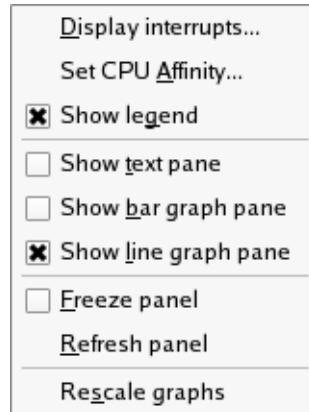 Display interrupts...
Set CPU Affinity...
Show legend
Show text pane
Show bar graph pane
Show line graph pane
Freeze panel
Refresh panel
Rescale graphs